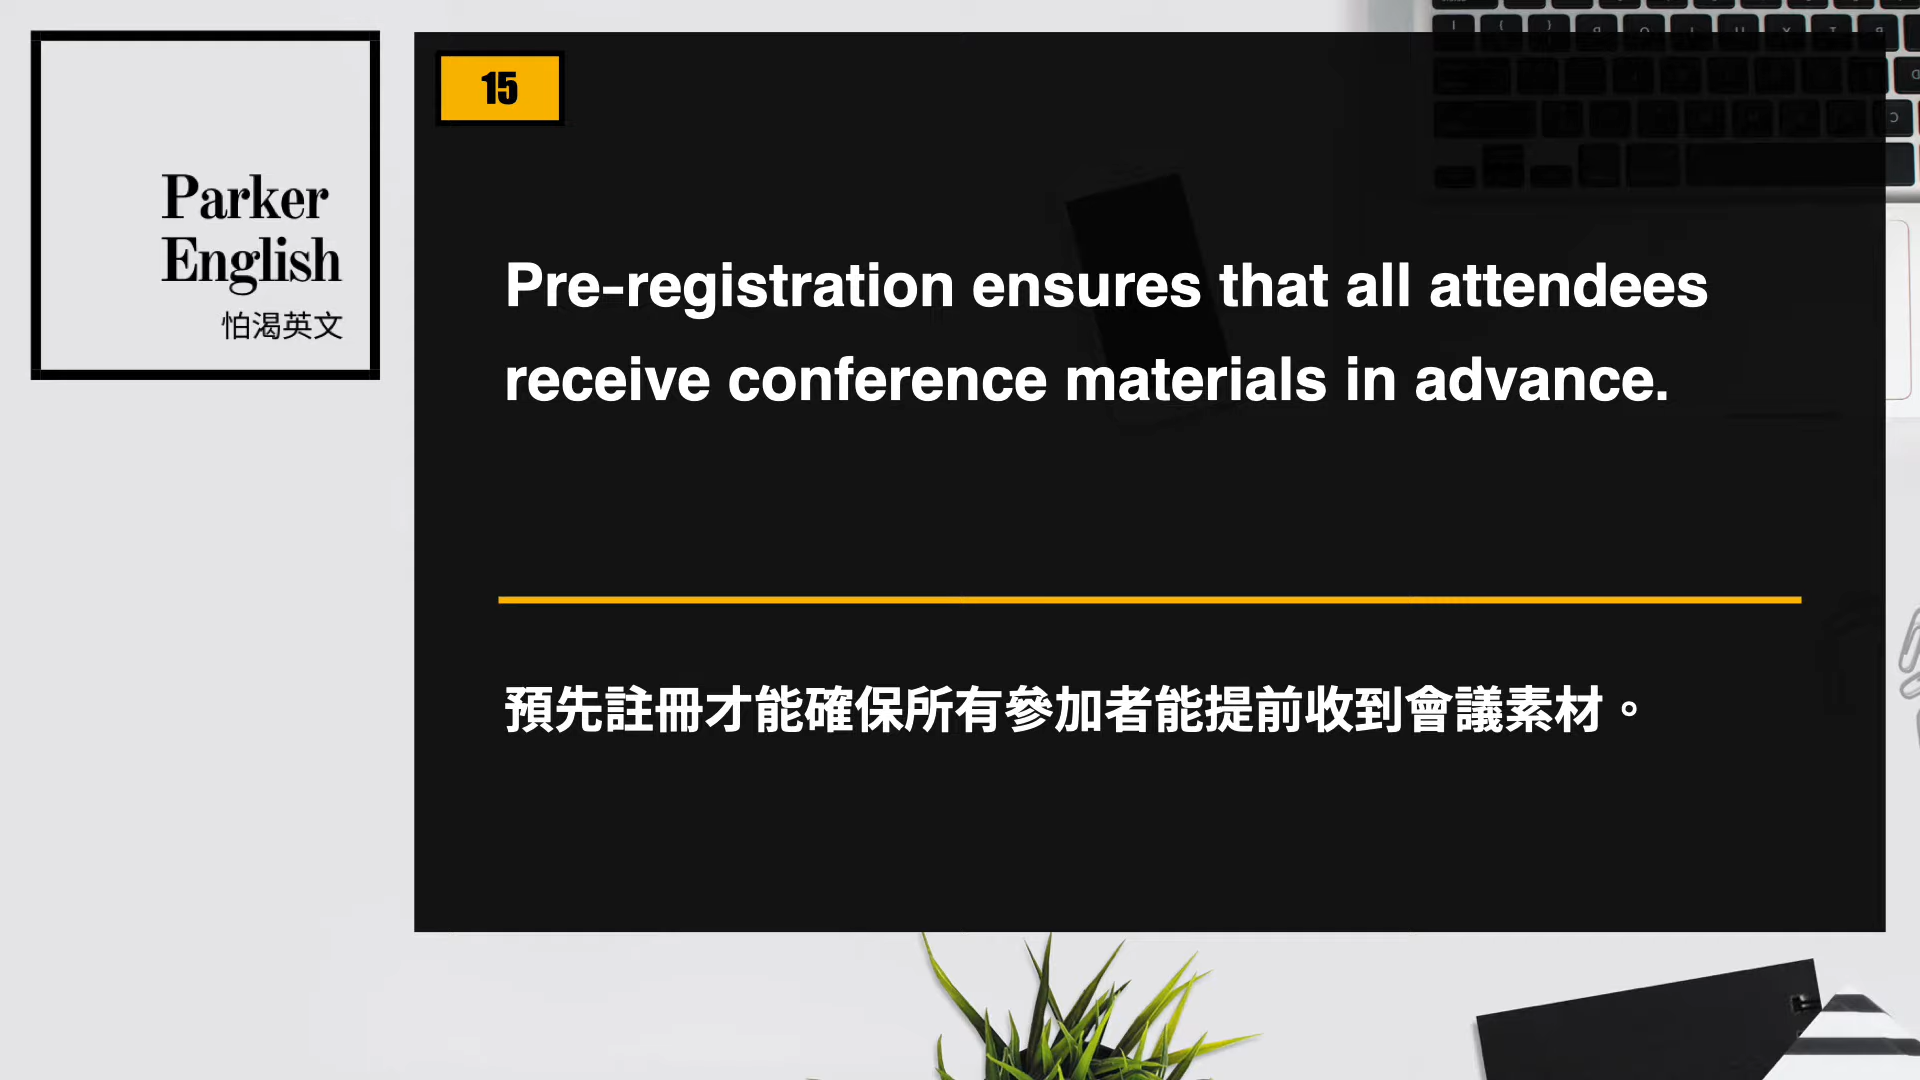 Parker
English
怕渴英文
15
Pre-registration ensures that all attendees
receive conference materials in advance.
預先註冊才能確保所有參加者能提前收到會議素材。